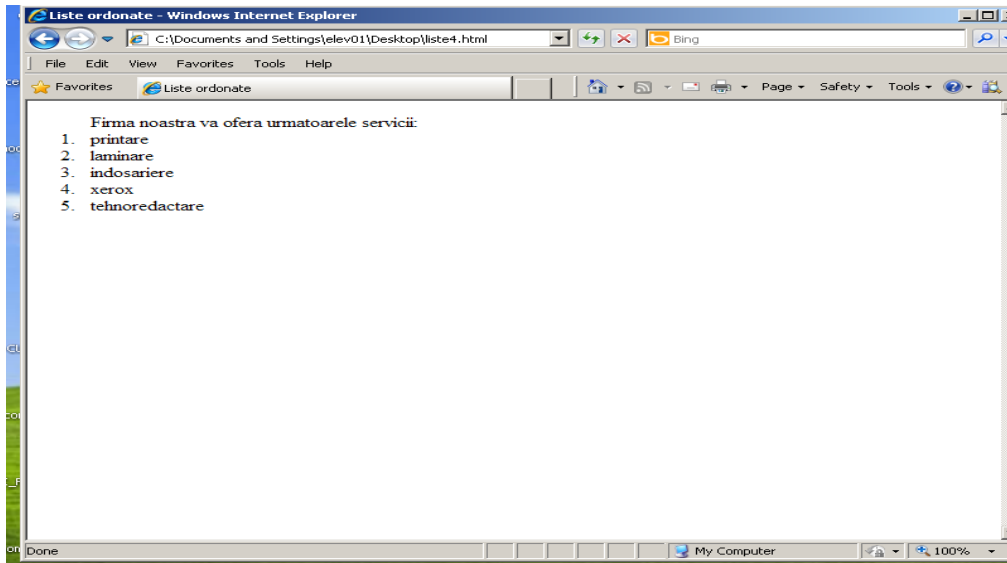 Liste ordonate - Windows Internet Explorer
C:\Documents and Settings\elev01\Desktop\liste4.html
Bing
File Edit View Favorites Tools Help
Favorites Liste ordonate Page Safety Tools
Firma noastra va ofera urmatoarele servicii:
1. printare
2. laminare
3. indosariere
4. xerox
5. tehnoredactare
Done My Computer 100%